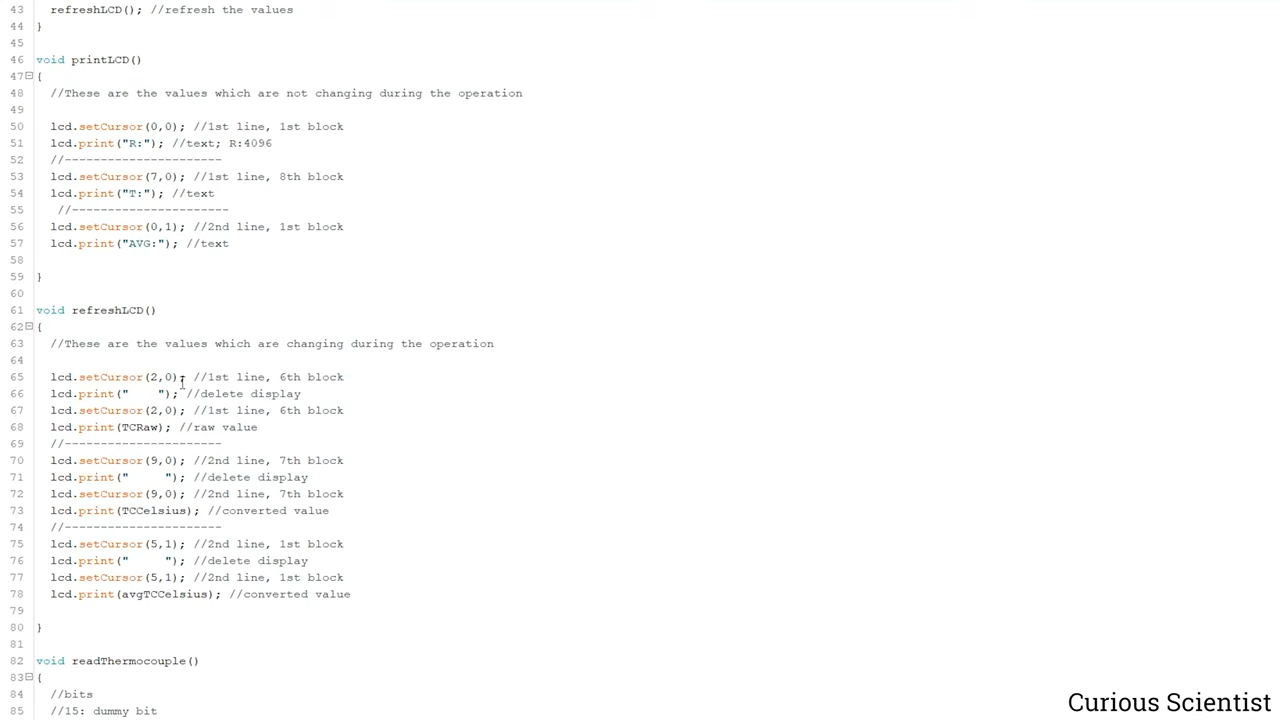 43 refreshLCD(); //refresh the values
44 }
45
46 void printLCD()
47 {
48 //These are the values which are not changing during the operation
49
50 lcd.setCursor(0,0); //1st line, 1st block
51 lcd.print("R:"); //text; R:4096
52 //----------------------
53 lcd.setCursor(7,0); //1st line, 8th block
54 lcd.print("T:"); //text
55 //----------------------
56 lcd.setCursor(0,1); //2nd line, 1st block
57 lcd.print("AVG:"); //text
58
59 }
60
61 void refreshLCD()
62 {
63 //These are the values which are changing during the operation
64
65 lcd.setCursor(2,0); //1st line, 6th block
66 lcd.print("    "); //delete display
67 lcd.setCursor(2,0); //1st line, 6th block
68 lcd.print(TCRaw); //raw value
69 //----------------------
70 lcd.setCursor(9,0); //2nd line, 7th block
71 lcd.print("     "); //delete display
72 lcd.setCursor(9,0); //2nd line, 7th block
73 lcd.print(TCCelsius); //converted value
74 //----------------------
75 lcd.setCursor(5,1); //2nd line, 1st block
76 lcd.print("     "); //delete display
77 lcd.setCursor(5,1); //2nd line, 1st block
78 lcd.print(avgTCCelsius); //converted value
79
80 }
81
82 void readThermocouple()
83 {
84 //bits
85 //15: dummy bit
Curious Scientist